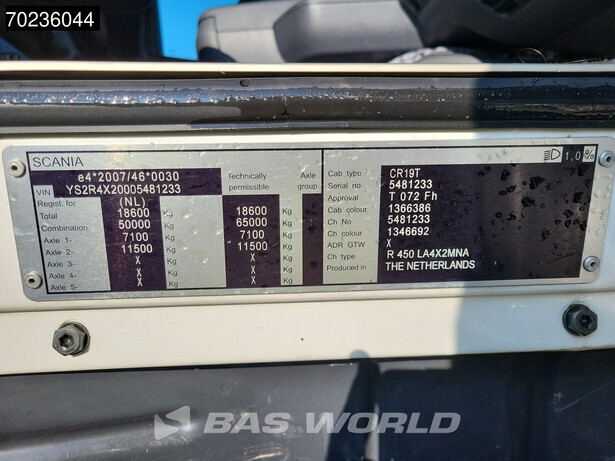 70236044
SCANIA
1,0 %
e4*2007/46*0030
VIN YS2R4X20005481233
Technically permissible
Axle group
Regist. for (NL)
Total 18600 Kg 18600 Kg
Combination 50000 Kg 65000 Kg
Axle 1- 7100 Kg 7100 Kg
Axle 2- 11500 Kg 11500 Kg
Axle 3- X Kg X Kg
Axle 4- X Kg X Kg
Axle 5- X Kg X Kg
Cab type CR19T
Serial no 5481233
Approval T 072 Fh
Cab colour 1366386
Ch No 5481233
Ch colour 1346692
ADR GTW X
Ch type R 450 LA4X2MNA
Produced in THE NETHERLANDS
BAS WORLD